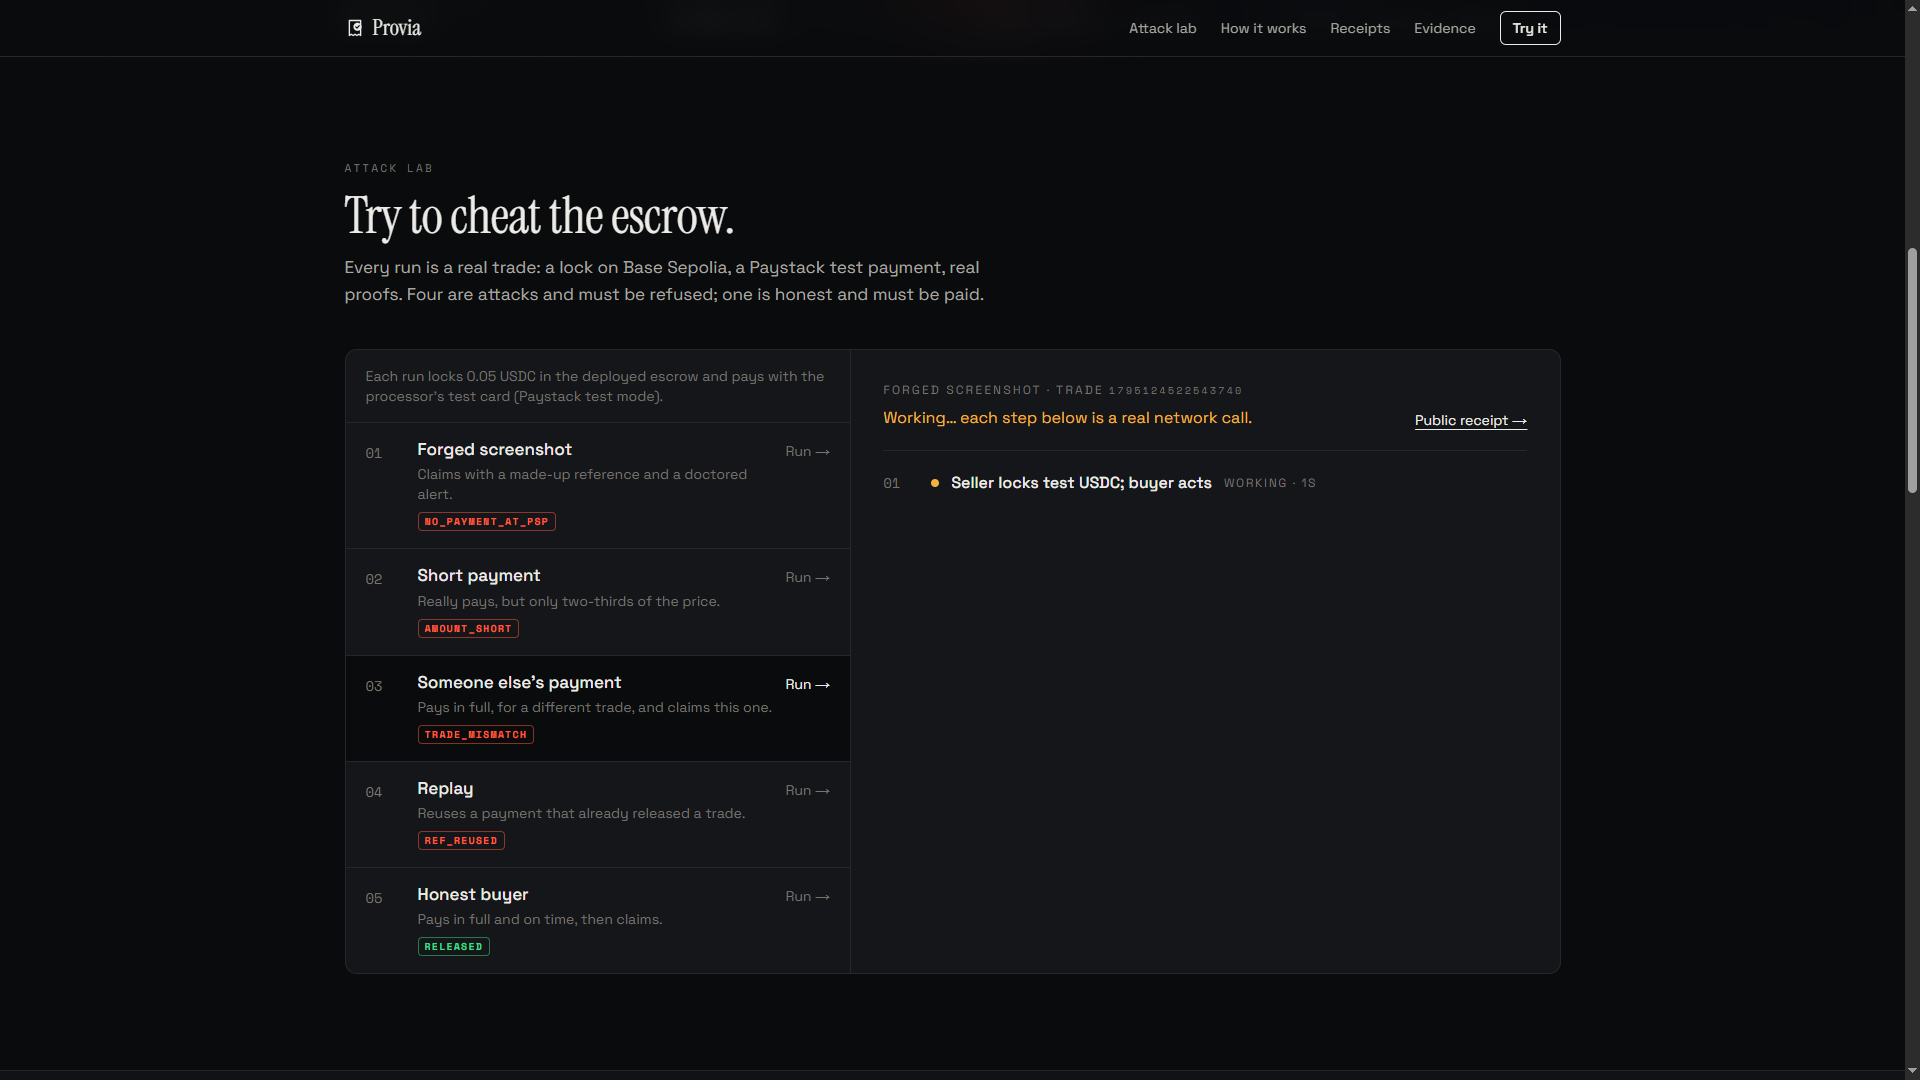 Provia
Attack lab
How it works
Receipts
Evidence
Try it
ATTACK LAB
Try to cheat the escrow.
Every run is a real trade: a lock on Base Sepolia, a Paystack test payment, real
proofs. Four are attacks and must be refused; one is honest and must be paid.
Each run locks 0.05 USDC in the deployed escrow and pays with the
processor's test card (Paystack test mode).
01
Forged screenshot
Run →
Claims with a made-up reference and a doctored
alert.
NO_PAYMENT_AT_PSP
02
Short payment
Run →
Really pays, but only two-thirds of the price.
AMOUNT_SHORT
03
Someone else’s payment
Run →
Pays in full, for a different trade, and claims this one.
TRADE_MISMATCH
04
Replay
Run →
Reuses a payment that already released a trade.
REF_REUSED
05
Honest buyer
Run →
Pays in full and on time, then claims.
RELEASED
FORGED SCREENSHOT · TRADE 1795124522543740
Working… each step below is a real network call.
Public receipt →
01
Seller locks test USDC; buyer acts
WORKING · 1S